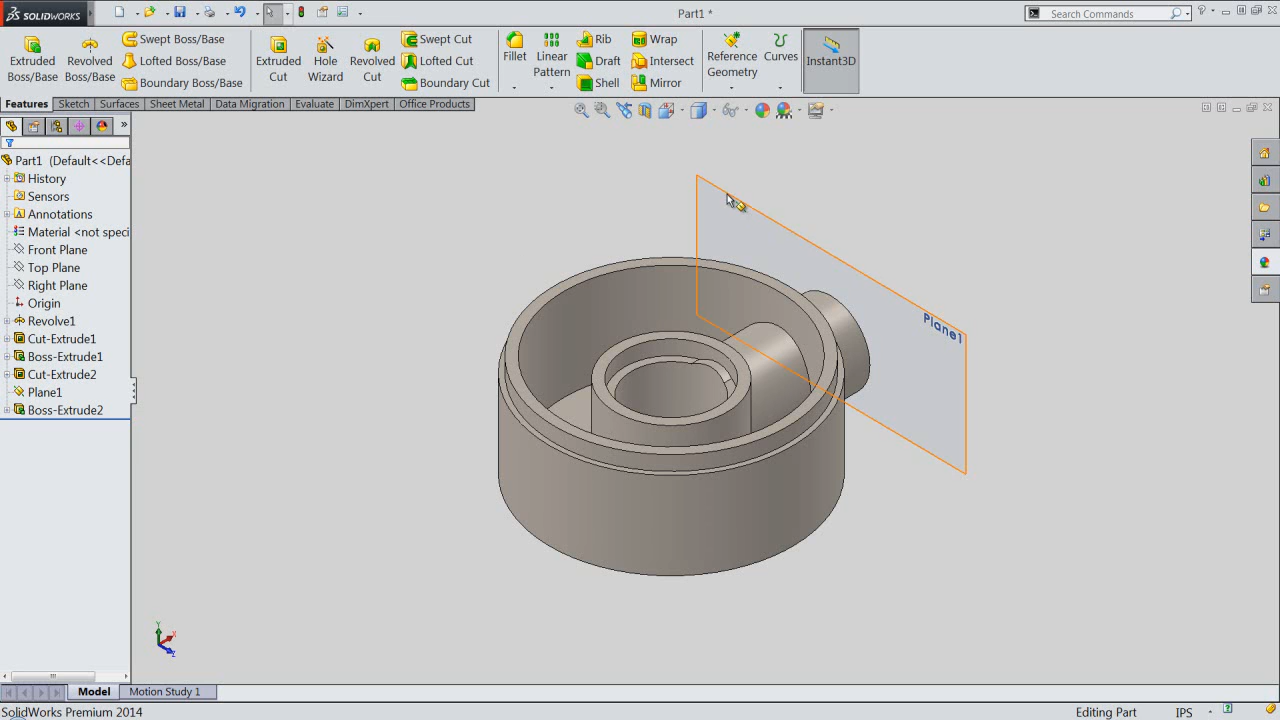 SOLIDWORKS
Part1 *
Search Commands
Extruded Boss/Base
Revolved Boss/Base
Swept Boss/Base
Lofted Boss/Base
Boundary Boss/Base
Extruded Cut
Hole Wizard
Revolved Cut
Swept Cut
Lofted Cut
Boundary Cut
Fillet
Linear Pattern
Rib
Draft
Shell
Wrap
Intersect
Mirror
Reference Geometry
Curves
Instant3D
Features
Sketch
Surfaces
Sheet Metal
Data Migration
Evaluate
DimXpert
Office Products
Part1 (Default<<Defa
History
Sensors
Annotations
Material <not speci
Front Plane
Top Plane
Right Plane
Origin
Revolve1
Cut-Extrude1
Boss-Extrude1
Cut-Extrude2
Plane1
Boss-Extrude2
Plane1
Y
X
Z
Model
Motion Study 1
SolidWorks Premium 2014
Editing Part
IPS